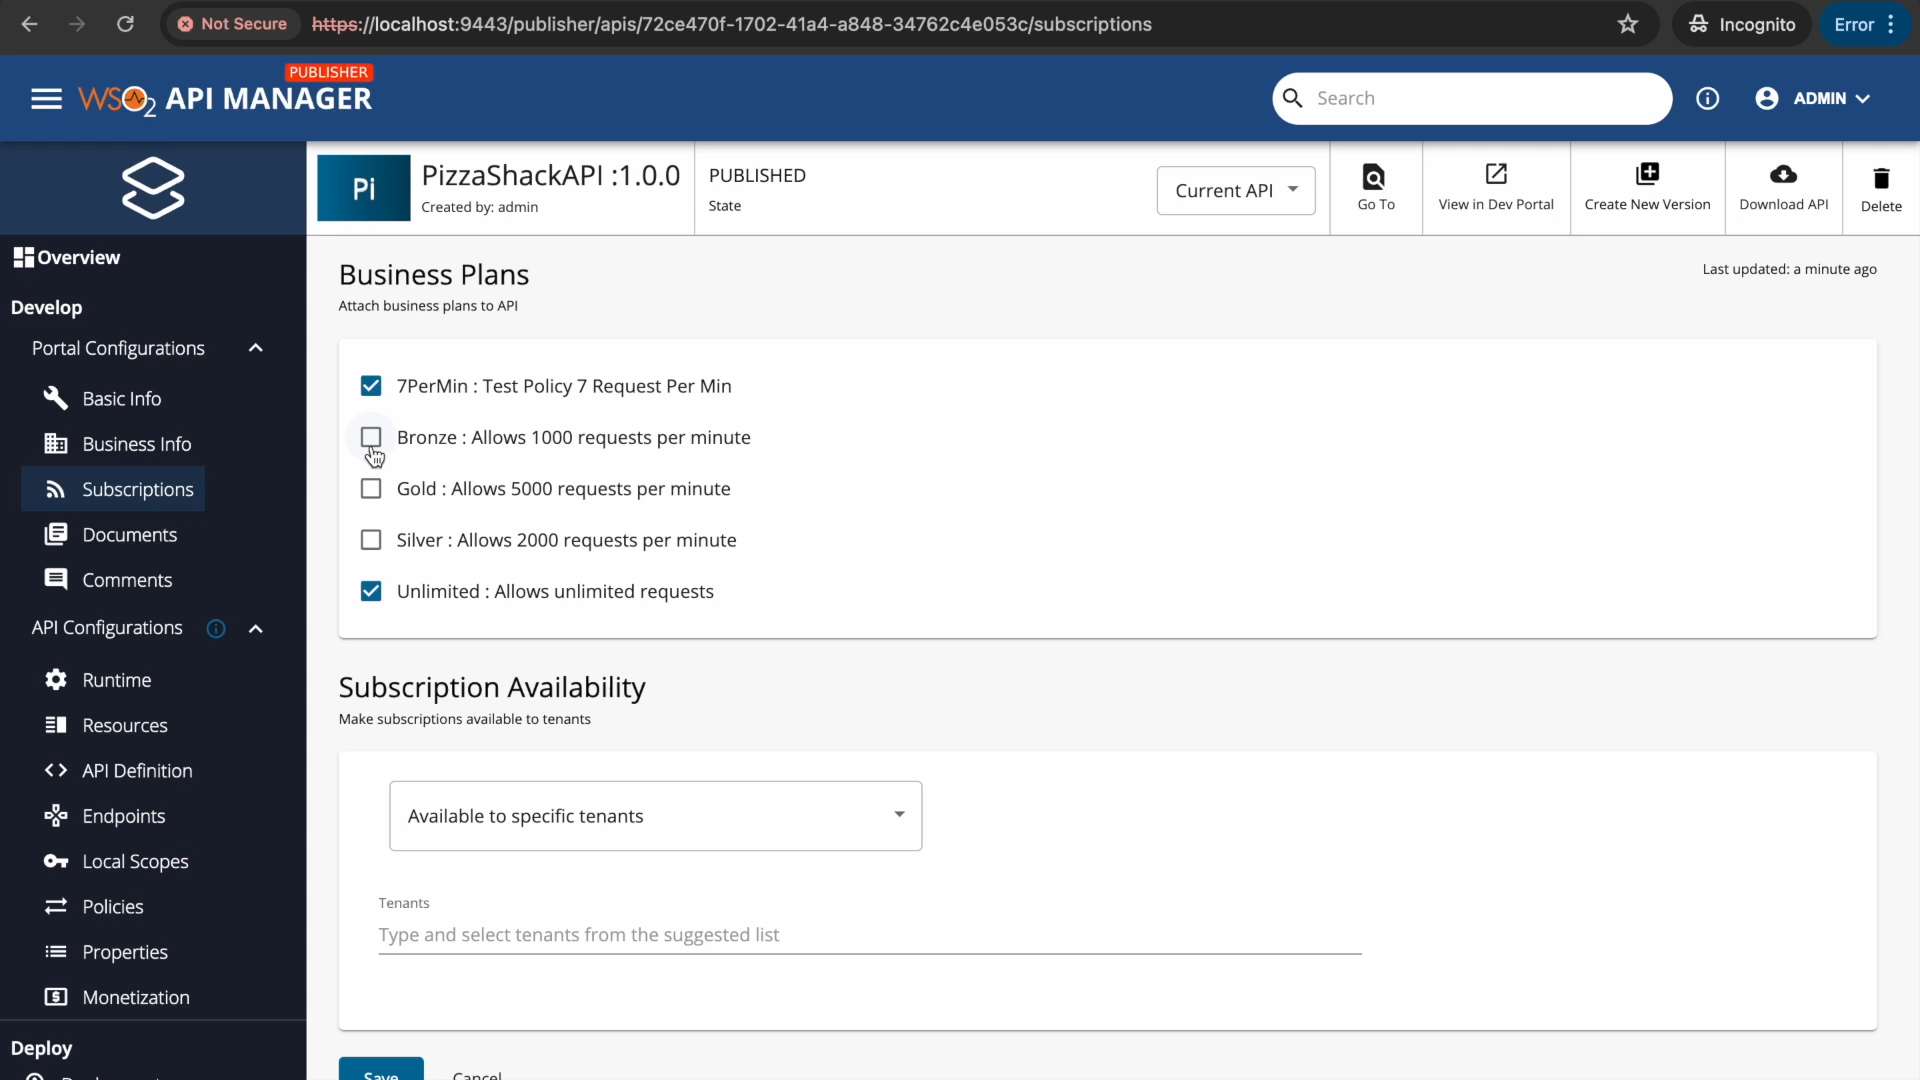 Not Secure https://localhost:9443/publisher/apis/72ce470f-1702-41a4-a848-34762c4e053c/subscriptions Incognito Error
PUBLISHER
WSO2 API MANAGER Search ADMIN
Pi PizzaShackAPI :1.0.0 PUBLISHED
Created by: admin State
Current API Go To View in Dev Portal Create New Version Download API Delete
Overview
Develop
Portal Configurations
Basic Info
Business Info
Subscriptions
Documents
Comments
API Configurations
Runtime
Resources
API Definition
Endpoints
Local Scopes
Policies
Properties
Monetization
Deploy
Business Plans
Last updated: a minute ago
Attach business plans to API
7PerMin : Test Policy 7 Request Per Min
Bronze : Allows 1000 requests per minute
Gold : Allows 5000 requests per minute
Silver : Allows 2000 requests per minute
Unlimited : Allows unlimited requests
Subscription Availability
Make subscriptions available to tenants
Available to specific tenants
Tenants
Type and select tenants from the suggested list
Save Cancel